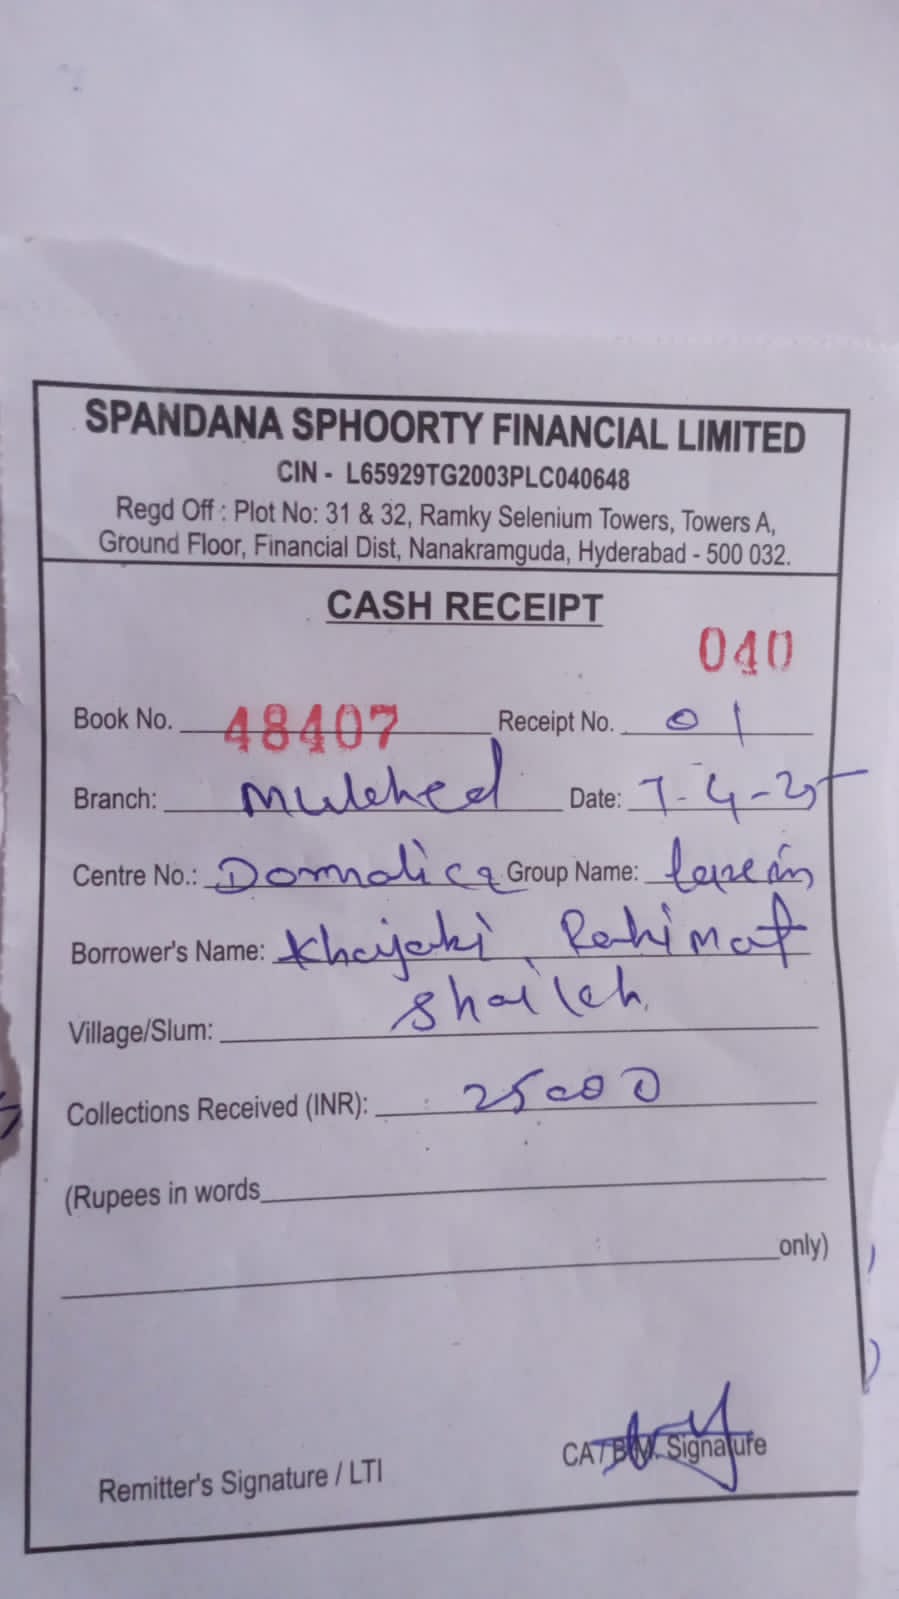 SPANDANA SPHOORTY FINANCIAL LIMITED
CIN - L65929TG2003PLC040648
Regd Off : Plot No: 31 & 32, Ramky Selenium Towers, Towers A,
Ground Floor, Financial Dist, Nanakramguda, Hyderabad - 500 032.
CASH RECEIPT
040
Book No. 48407 Receipt No. 01
Branch: Mukhed Date: 7-4-25
Centre No.: Group Name:
Borrower's Name: Khajabi Rahimat
Shaikh
Village/Slum:
Collections Received (INR): 25000
(Rupees in words
only)
CA / B.M. Signature
Remitter's Signature / LTI